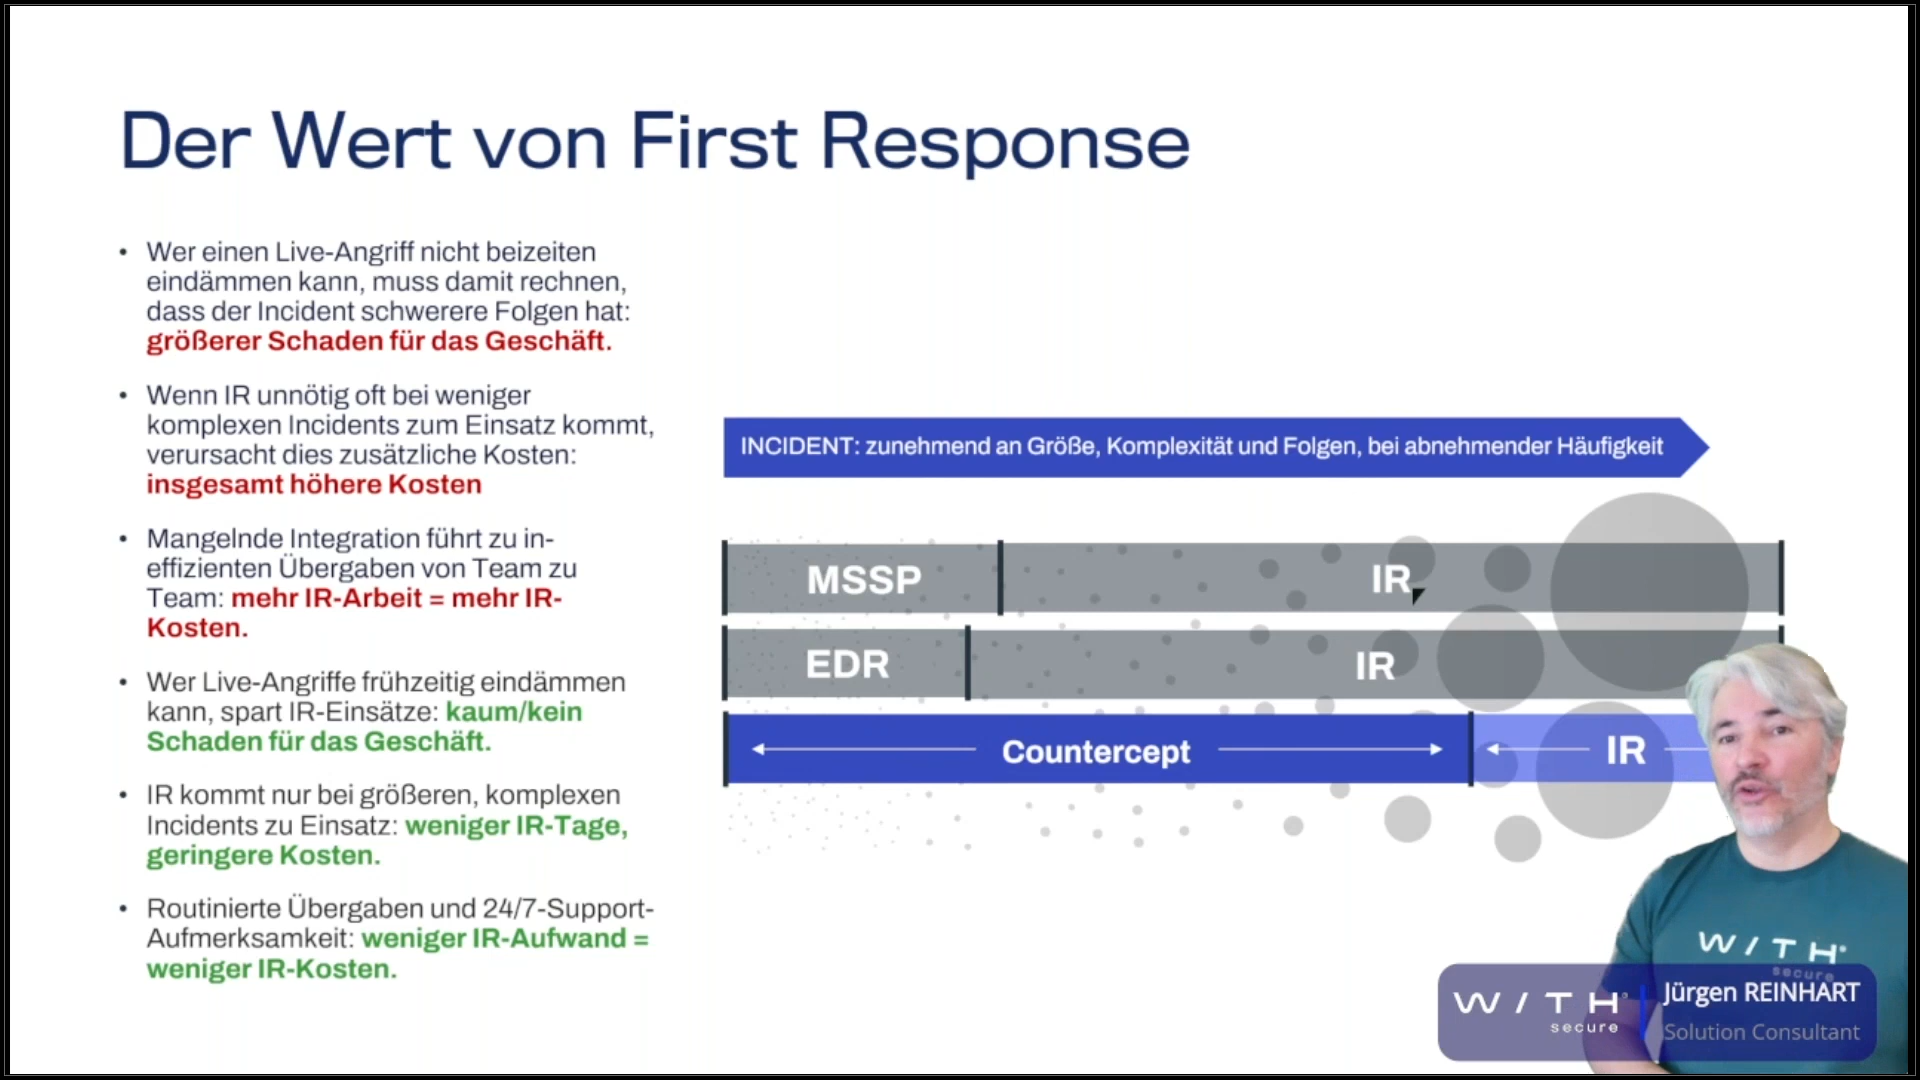 Der Wert von First Response
• Wer einen Live-Angriff nicht beizeiten
eindämmen kann, muss damit rechnen,
dass der Incident schwerere Folgen hat:
größerer Schaden für das Geschäft.
• Wenn IR unnötig oft bei weniger
komplexen Incidents zum Einsatz kommt,
verursacht dies zusätzliche Kosten:
insgesamt höhere Kosten
• Mangelnde Integration führt zu in-
effizienten Übergaben von Team zu
Team: mehr IR-Arbeit = mehr IR-
Kosten.
• Wer Live-Angriffe frühzeitig eindämmen
kann, spart IR-Einsätze: kaum/kein
Schaden für das Geschäft.
• IR kommt nur bei größeren, komplexen
Incidents zu Einsatz: weniger IR-Tage,
geringere Kosten.
• Routinierte Übergaben und 24/7-Support-
Aufmerksamkeit: weniger IR-Aufwand =
weniger IR-Kosten.
INCIDENT: zunehmend an Größe, Komplexität und Folgen, bei abnehmender Häufigkeit
MSSP
IR
EDR
IR
Countercept
IR
W/TH
secure
W/TH
secure
Jürgen REINHART
Solution Consultant